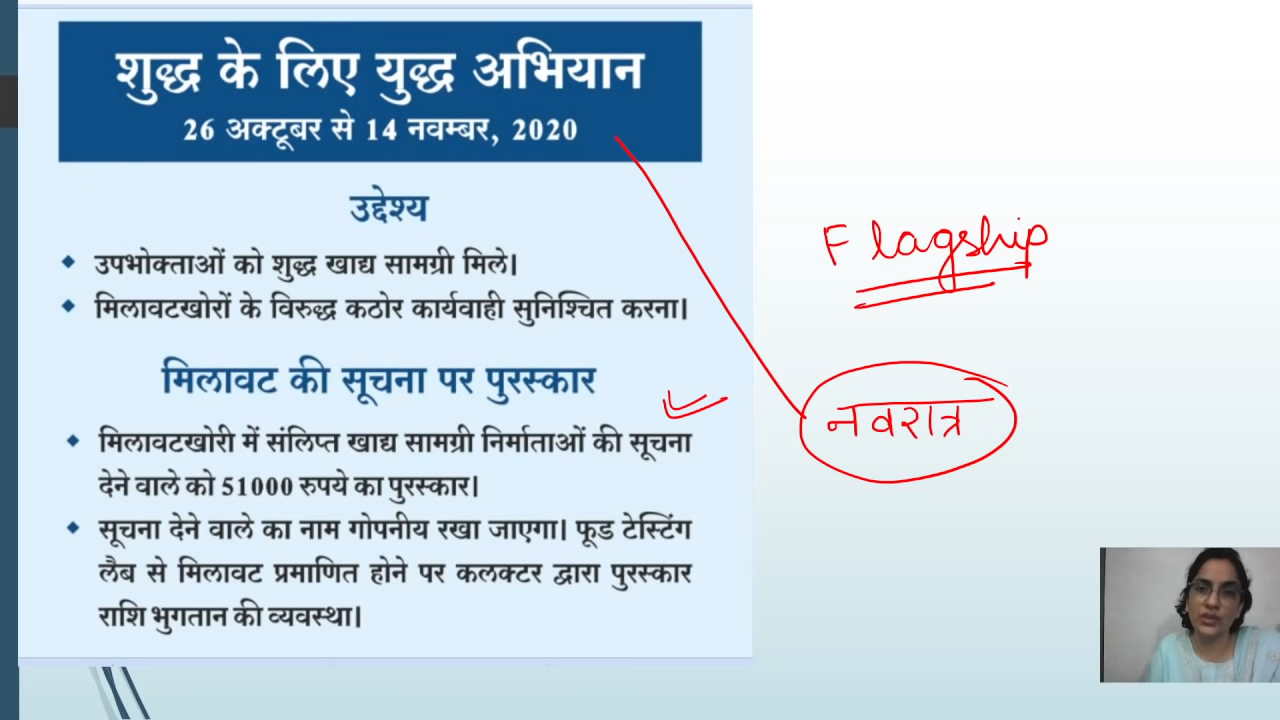 शुद्ध के लिए युद्ध अभियान
26 अक्टूबर से 14 नवम्बर, 2020
उद्देश्य
उपभोक्ताओं को शुद्ध खाद्य सामग्री मिले।
मिलावटखोरों के विरुद्ध कठोर कार्यवाही सुनिश्चित करना।
मिलावट की सूचना पर पुरस्कार
मिलावटखोरी में संलिप्त खाद्य सामग्री निर्माताओं की सूचना
देने वाले को 51000 रुपये का पुरस्कार।
सूचना देने वाले का नाम गोपनीय रखा जाएगा। फूड टेस्टिंग
लैब से मिलावट प्रमाणित होने पर कलक्टर द्वारा पुरस्कार
राशि भुगतान की व्यवस्था।
Flagship
नवरात्र